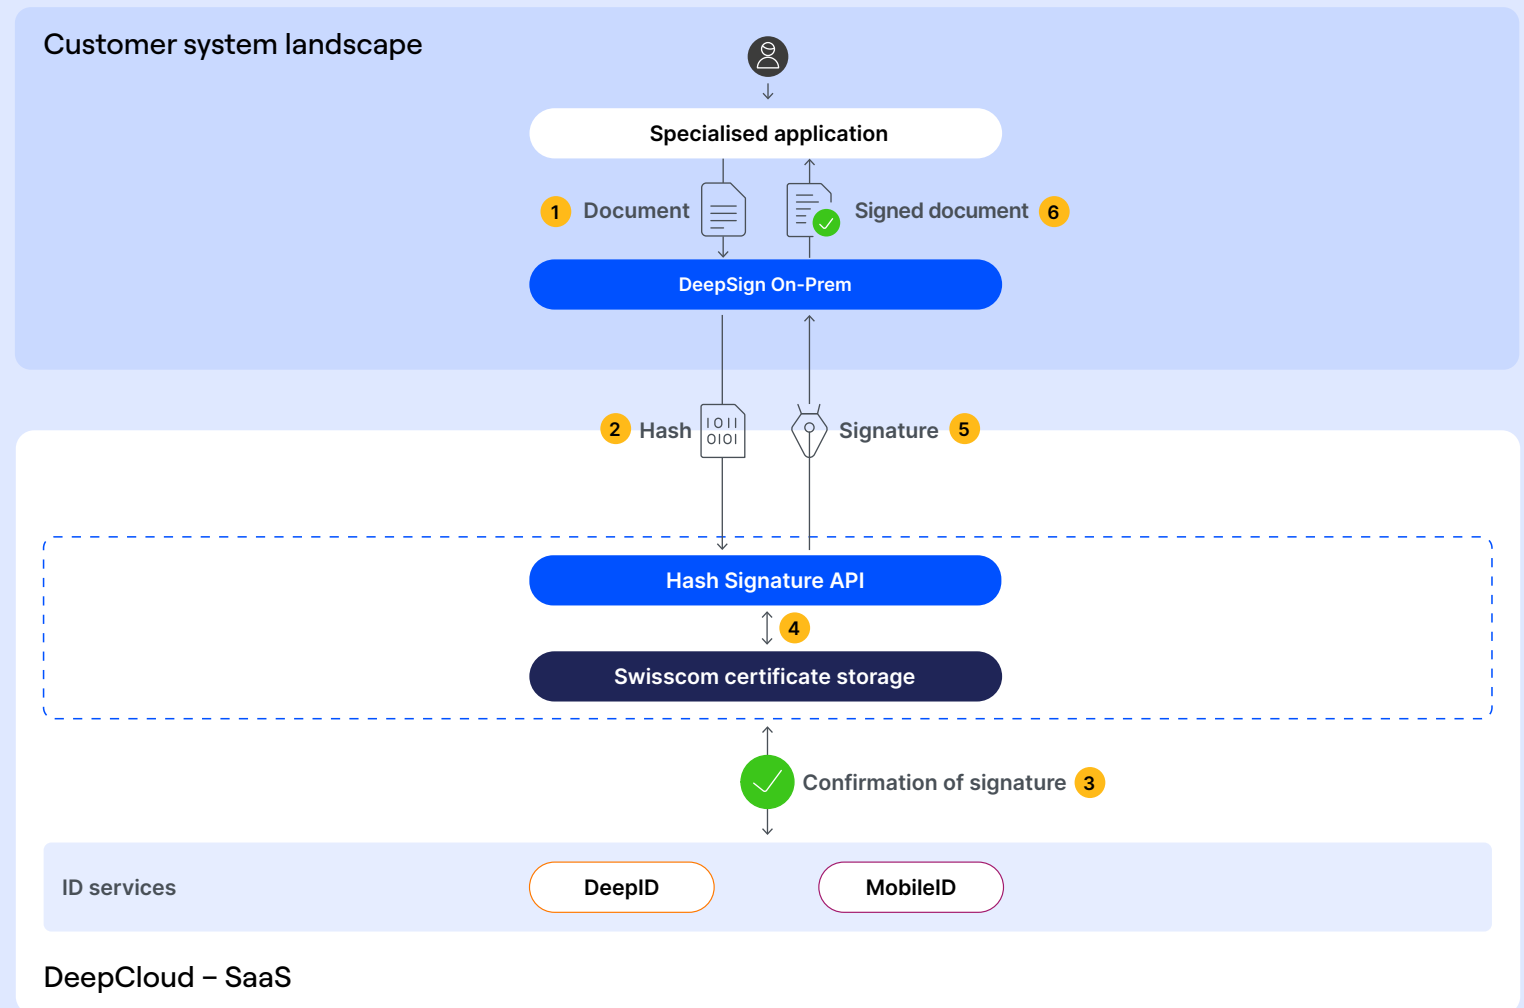 Customer system landscape
Specialised application
1 Document
Signed document 6
DeepSign On-Prem
2 Hash
1011
0101
Signature 5
Hash Signature API
4
Swisscom certificate storage
Confirmation of signature 3
ID services
DeepID
MobileID
DeepCloud – SaaS